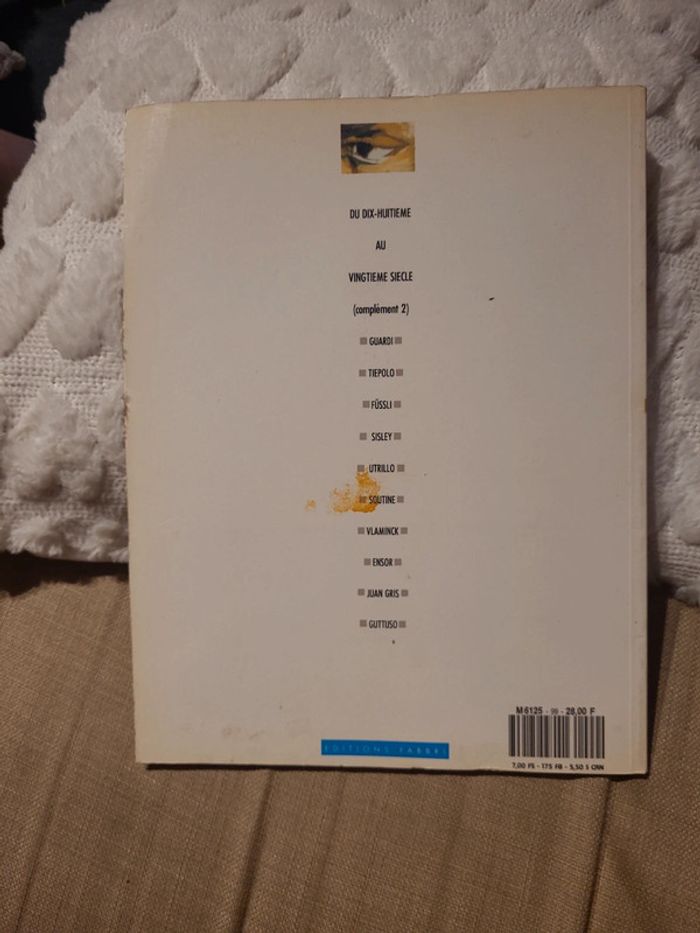 DU DIX-HUITIEME
AU
VINGTIEME SIECLE
(complément 2)
GUARDI
TIEPOLO
FÜSSLI
SISLEY
UTRILLO
SOUTINE
VLAMINCK
ENSOR
JUAN GRIS
GUTTUSO
M 6125 - 99 - 28,00 F
EDITIONS FABBRI
7,00 FS - 175 FB - 5,50 $ CAN